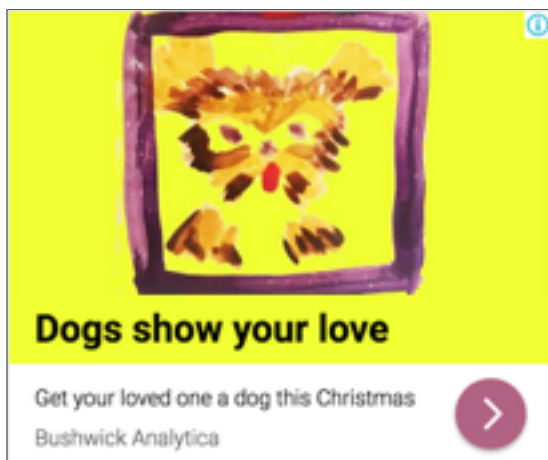 Dogs show your love
Get your loved one a dog this Christmas
Bushwick Analytica